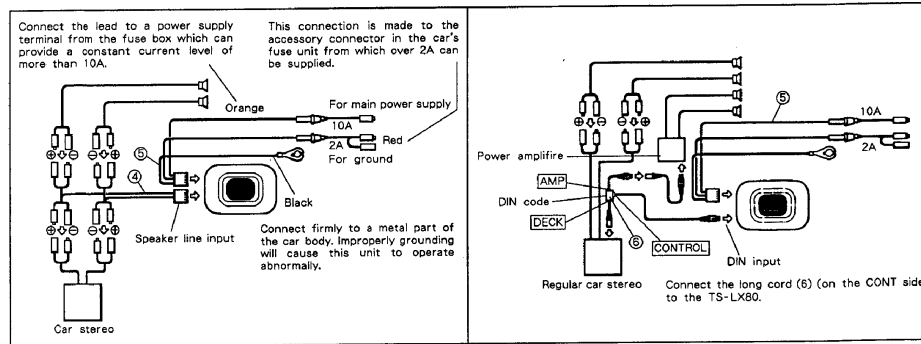 Connect the lead to a power supply
terminal from the fuse box which can
provide a constant current level of
more than 10A.
This connection is made to the
accessory connector in the car's
fuse unit from which over 2A can
be supplied.
Orange
For main power supply
10A
Red
2A
For ground
⊕ ⊖ ⊖ ⊕
⑤
④
Black
Speaker line input
⊕ ⊖ ⊖ ⊕
Connect firmly to a metal part of
the car body. Improperly grounding
will cause this unit to operate
abnormally.
Car stereo
⑤
10A
⊕ ⊖ ⊖ ⊕
2A
Power amplifire
AMP
DIN code
DECK
⑥
CONTROL
DIN input
Regular car stereo
Connect the long cord (6) (on the CONT side
to the TS-LX80.